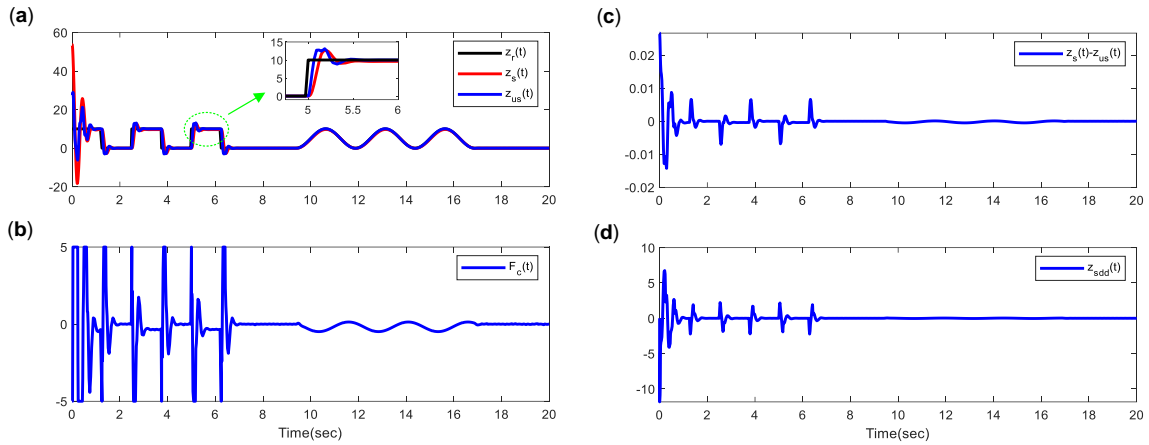 (a)
60
40
20
0
-20
0 2 4 6 8 10 12 14 16 18 20
15
10
5
0
5 5.5 6
z_r(t)
z_s(t)
z_us(t)
(b)
5
0
-5
0 2 4 6 8 10 12 14 16 18 20
Time(sec)
F_c(t)
(c)
0.02
0.01
0
-0.01
-0.02
0 2 4 6 8 10 12 14 16 18 20
z_s(t)-z_us(t)
(d)
10
5
0
-5
-10
0 2 4 6 8 10 12 14 16 18 20
Time(sec)
z_sdd(t)